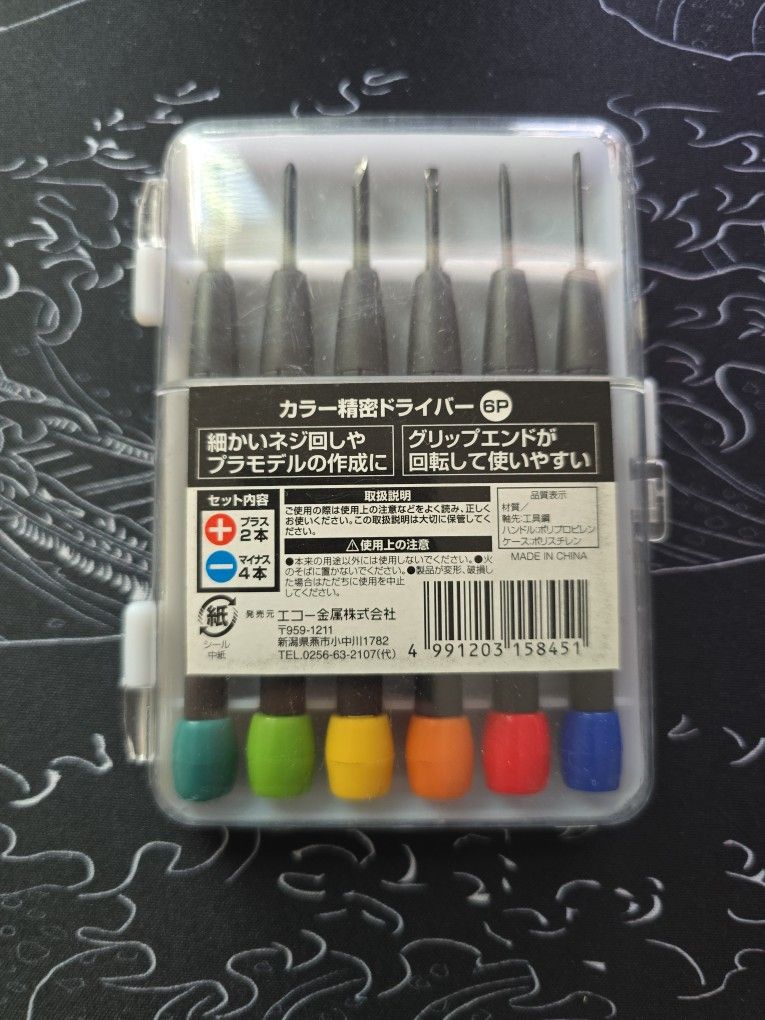 カラー精密ドライバー 6P
細かいネジ回しや
プラモデルの作成に
グリップエンドが
回転して使いやすい
セット内容
プラス
2本
マイナス
4本
取扱説明
ご使用の際は使用上の注意などをよく読み、正しく
お使いください。この取扱説明は大切に保管してく
ださい。
⚠使用上の注意
●本来の用途以外には使用しないでください。●火
のそばに置かないでください。●製品が変形、破損し
た場合はただちに使用を中止
してください。
品質表示
材質/
軸先:工具鋼
ハンドル:ポリプロピレン
ケース:ポリスチレン
MADE IN CHINA
紙
シール
中紙
発売元 エコー金属株式会社
〒959-1211
新潟県燕市小中川1782
TEL.0256-63-2107(代)
4 991203 158451